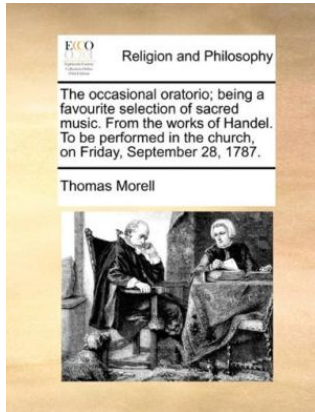 ECCO
Religion and Philosophy
The occasional oratorio; being a
favourite selection of sacred
music. From the works of Handel.
To be performed in the church,
on Friday, September 28, 1787.
Thomas Morell